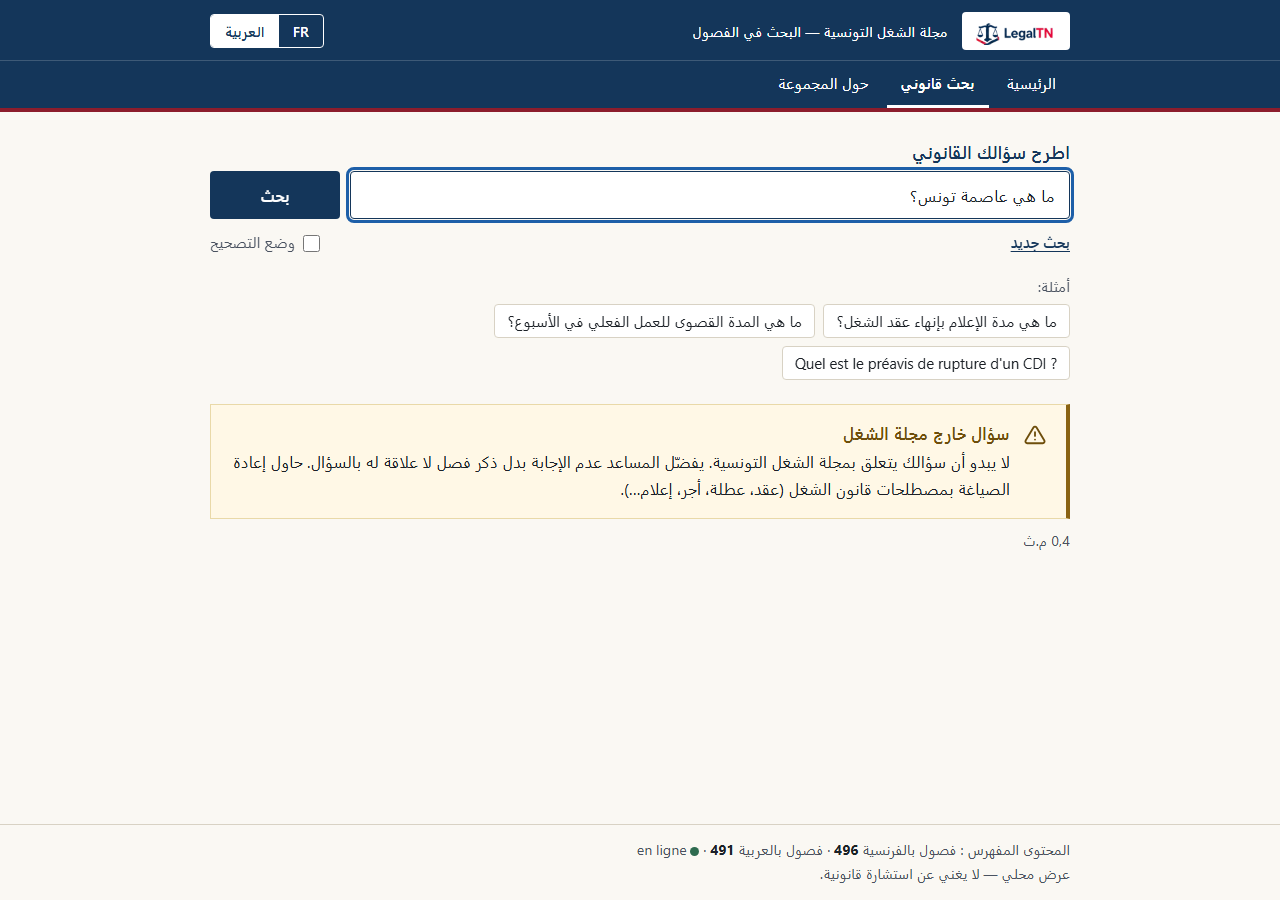 LegalTN
مجلة الشغل التونسية — البحث في الفصول
FR
العربية
الرئيسية
بحث قانوني
حول المجموعة
اطرح سؤالك القانوني
ما هي عاصمة تونس؟
بحث
بحث جديد
وضع التصحيح
أمثلة:
ما هي مدة الإعلام بإنهاء عقد الشغل؟
ما هي المدة القصوى للعمل الفعلي في الأسبوع؟
Quel est le préavis de rupture d'un CDI ?
سؤال خارج مجلة الشغل
لا يبدو أن سؤالك يتعلق بمجلة الشغل التونسية. يفضّل المساعد عدم الإجابة بدل ذكر فصل لا علاقة له بالسؤال. حاول إعادة
الصياغة بمصطلحات قانون الشغل (عقد، عطلة، أجر، إعلام…).
0,4 م.ث
المحتوى المفهرس : فصول بالفرنسية 496 · فصول بالعربية 491 · en ligne
عرض محلي — لا يغني عن استشارة قانونية.